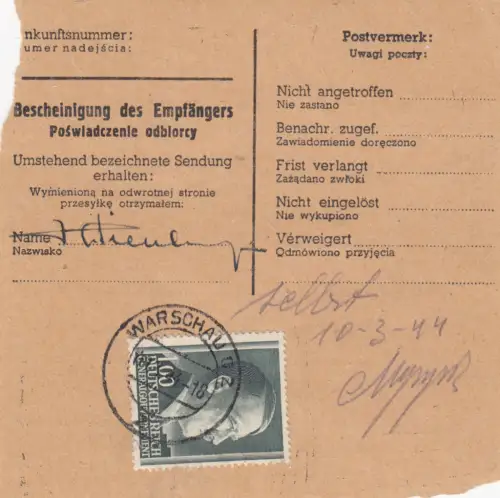 nkunftsnummer:
umer nadejścia:
Bescheinigung des Empfängers
Poświadczenie odbiorcy
Umstehend bezeichnete Sendung
erhalten:
Wymienioną na odwrotnej stronie
przesyłkę otrzymałem:
Name
Nazwisko
Postvermerk:
Uwagi poczty:
Nicht angetroffen
Nie zastano
Benachr. zugef.
Zawiadomienie doręczono
Frist verlangt
Zażądano zwłoki
Nicht eingelöst
Nie wykupiono
Verweigert
Odmówiono przyjęcia
selbst
10-3-44
WARSCHAU C2
DEUTSCHES REICH
GENERALGOUVERNEMENT